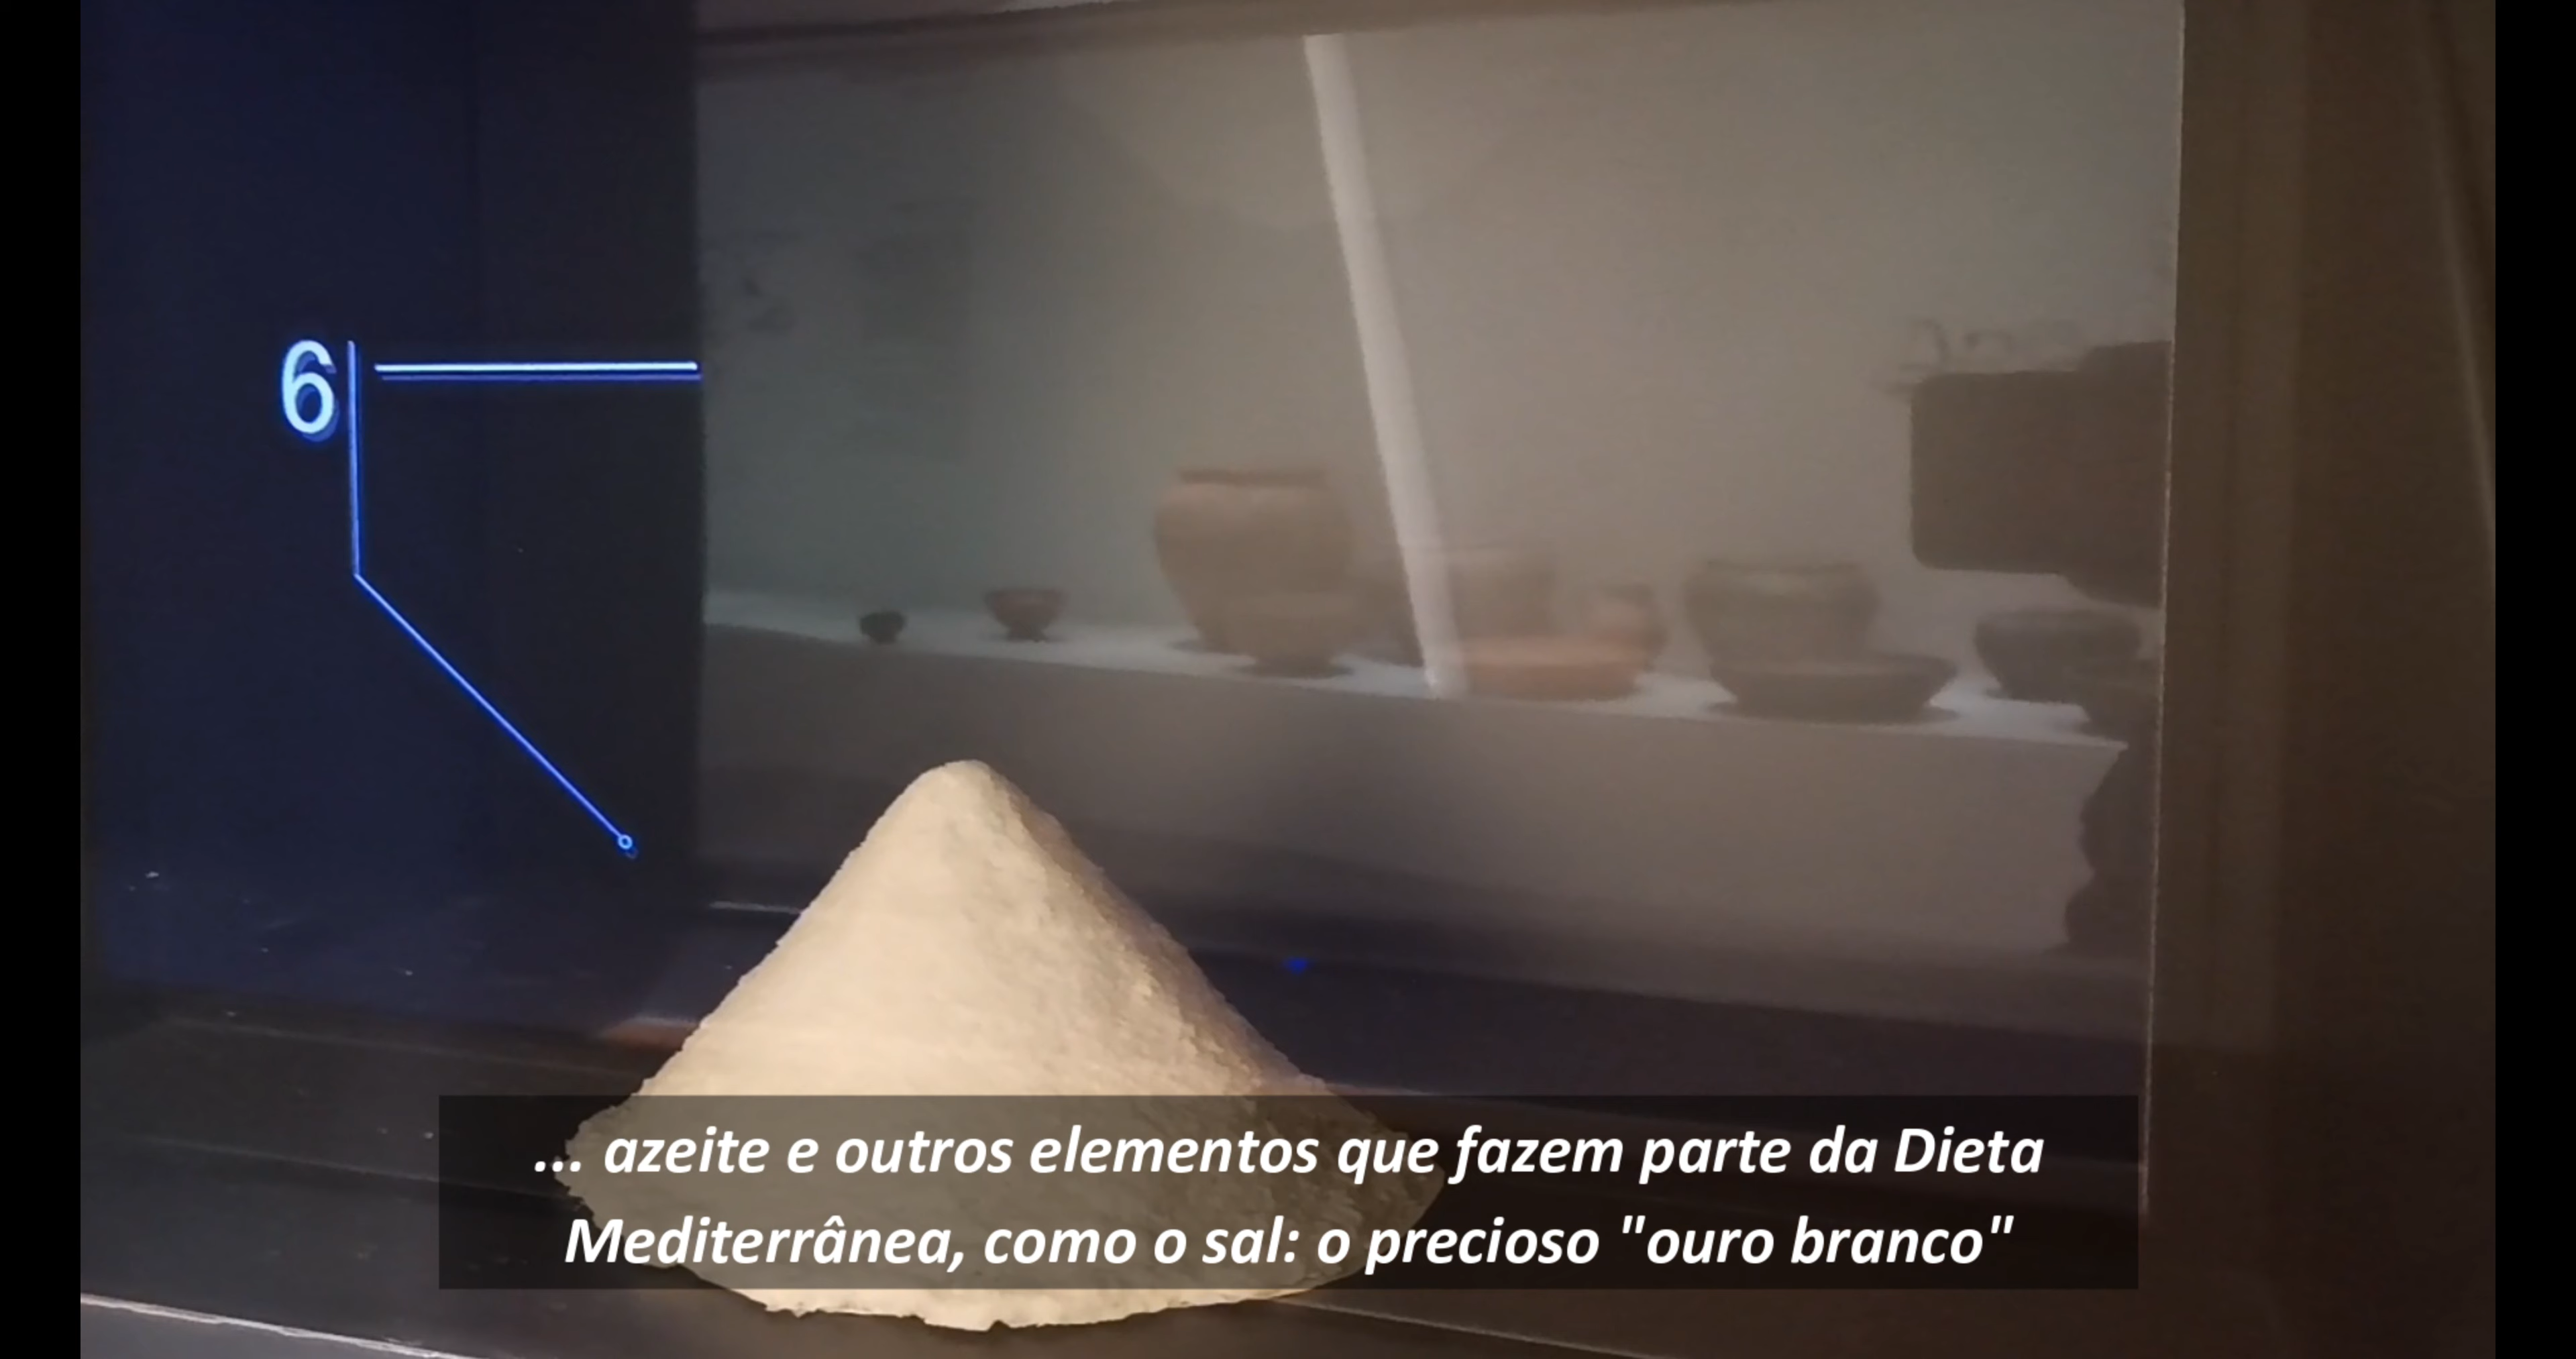 6
... azeite e outros elementos que fazem parte da Dieta
Mediterrânea, como o sal: o precioso "ouro branco"